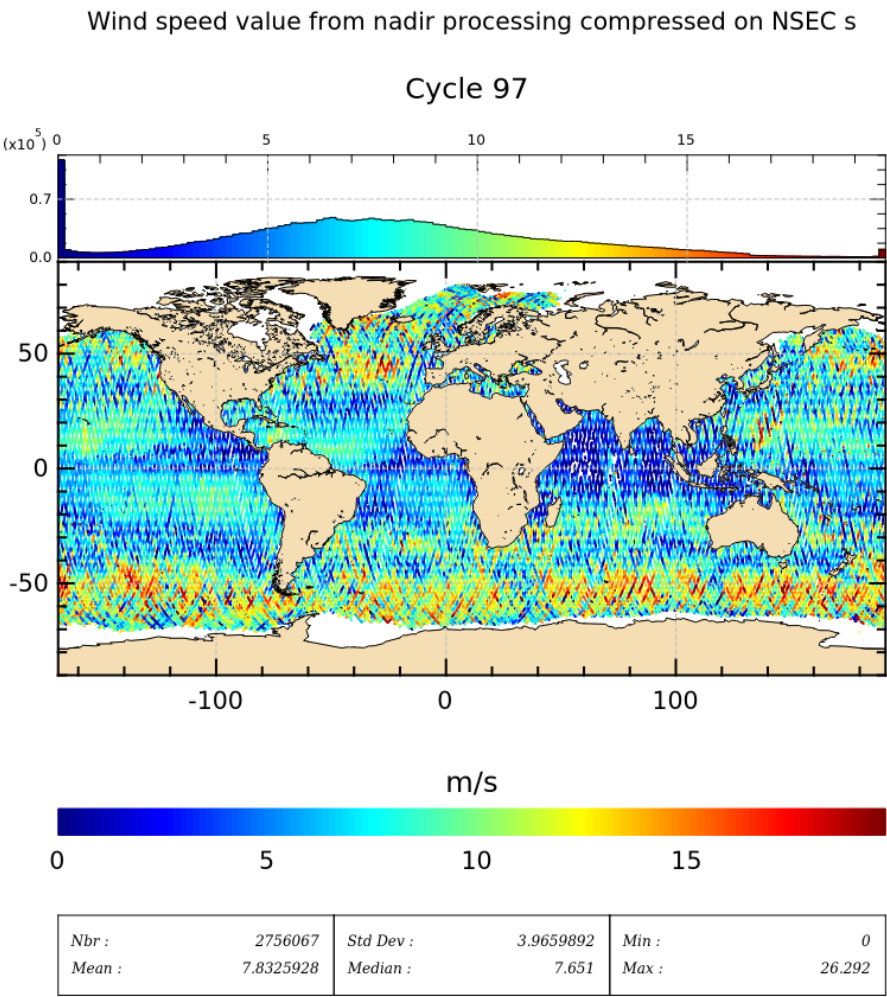 Wind speed value from nadir processing compressed on NSEC s
Cycle 97
(x10^5) 0 5 10 15
0.7
0.0
50
0
-50
-100 0 100
m/s
0 5 10 15
Nbr : 2756067 Std Dev : 3.9659892 Min : 0
Mean : 7.8325928 Median : 7.651 Max : 26.292